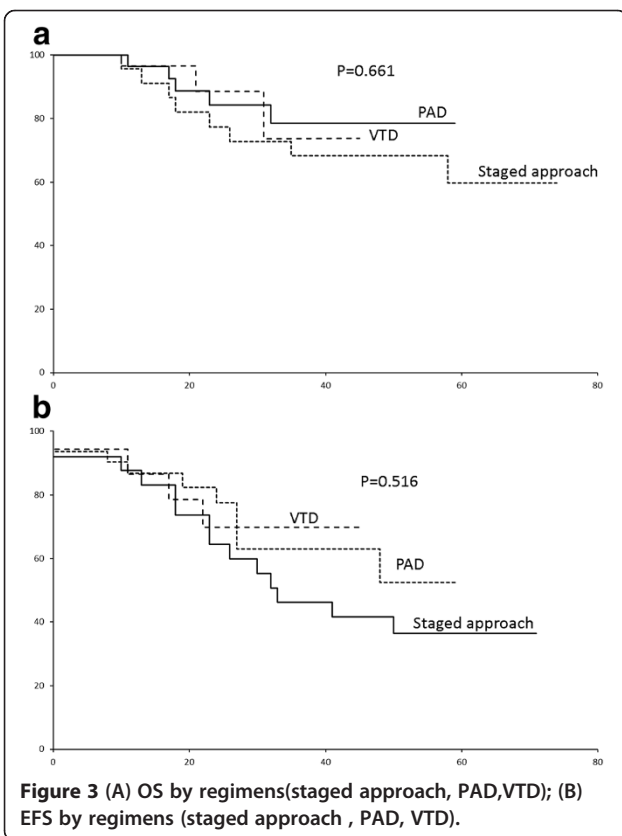 a
100
P=0.661
PAD
80
VTD
Staged approach
60
40
20
0
0 20 40 60 80
b
100
P=0.516
80
VTD
60
PAD
Staged approach
40
20
0
0 20 40 60 80
Figure 3 (A) OS by regimens(staged approach, PAD,VTD); (B)
EFS by regimens (staged approach , PAD, VTD).